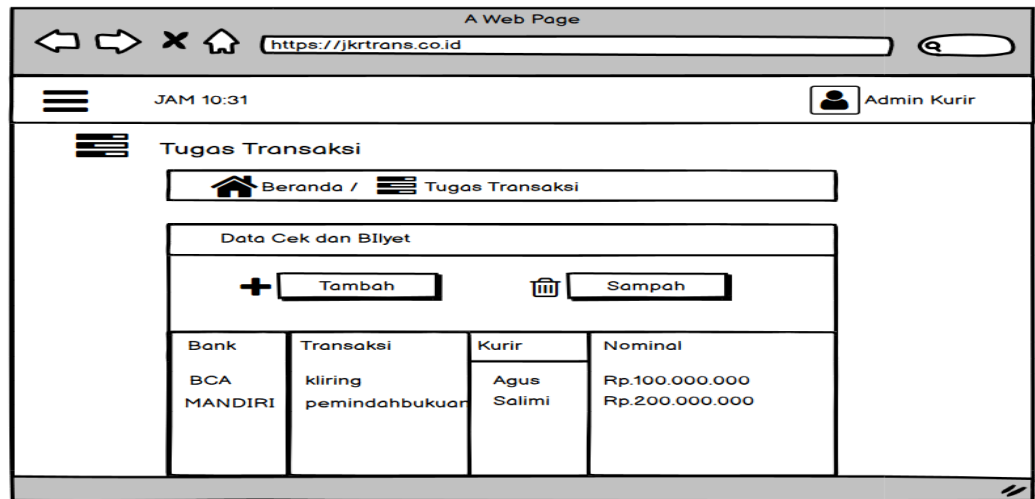 A Web Page
https://jkrtrans.co.id
JAM 10:31
Admin Kurir
Tugas Transaksi
Beranda / Tugas Transaksi
Data Cek dan BIlyet
Tambah Sampah
Bank Transaksi Kurir Nominal
BCA kliring Agus Rp.100.000.000
MANDIRI pemindahbukuan Salimi Rp.200.000.000